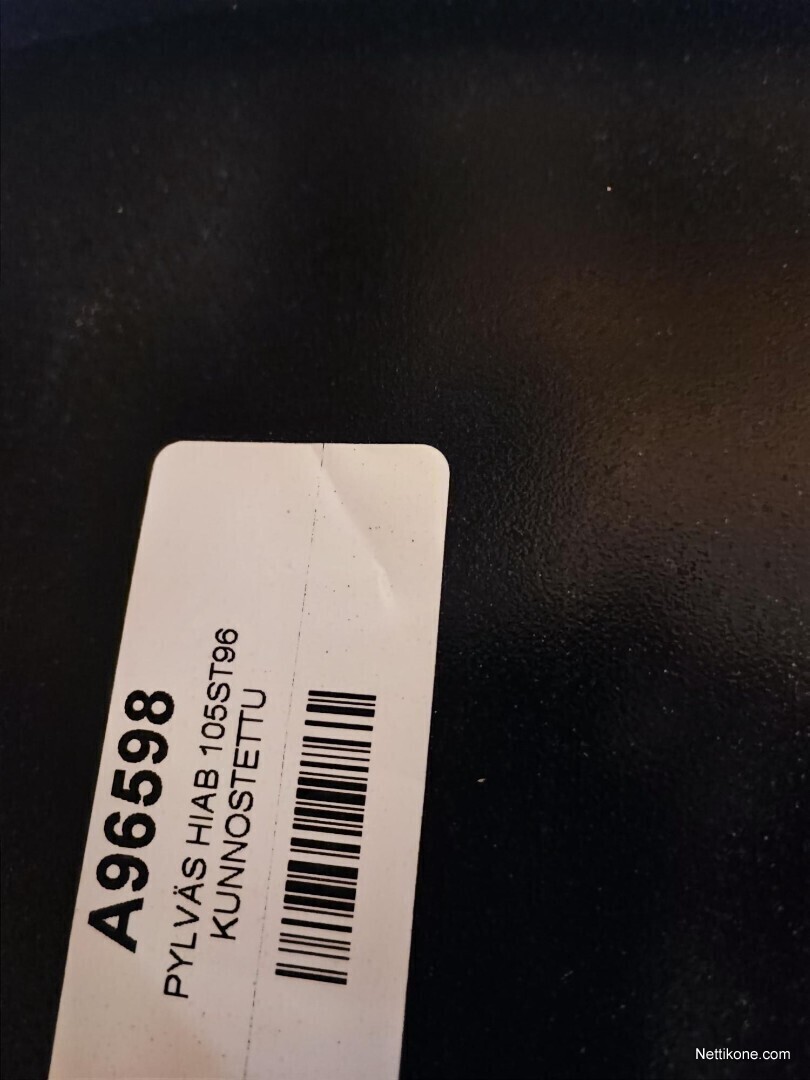 A96598
PYLVÄS HIAB 105ST96
KUNNOSTETTU
Nettikone.com